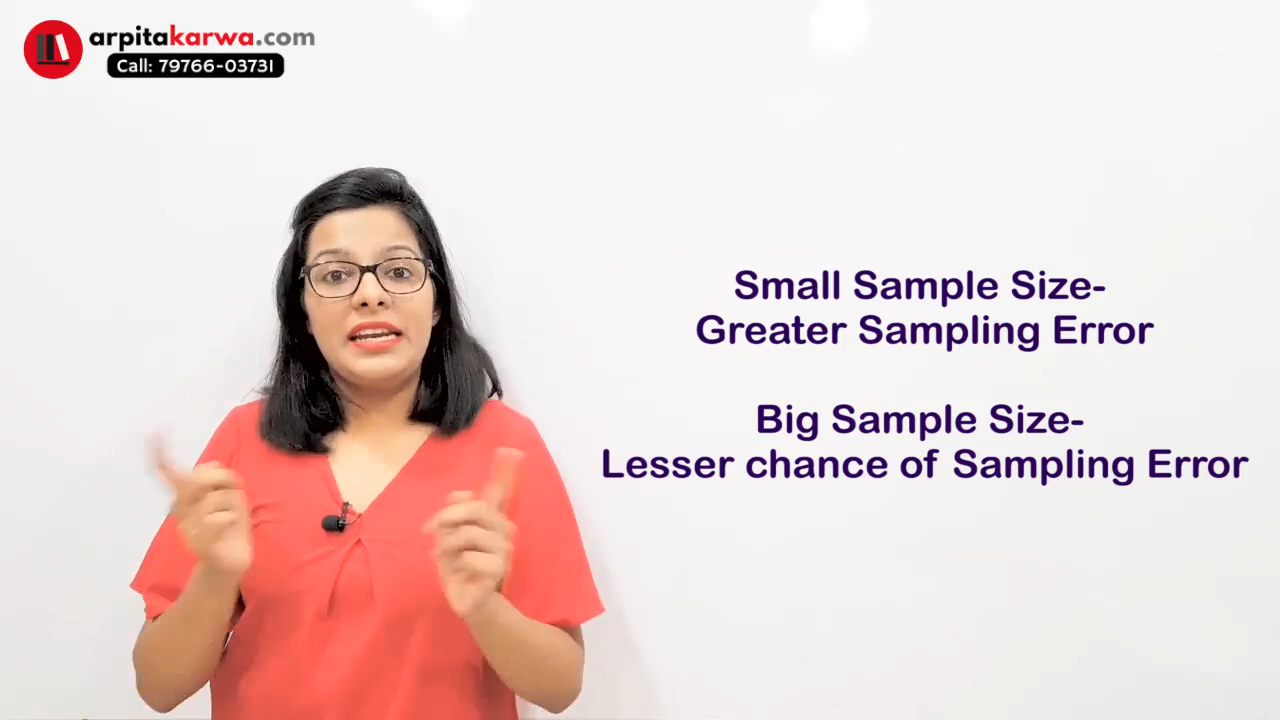 arpitakarwa.com
Call: 79766-03731
Small Sample Size-
Greater Sampling Error
Big Sample Size-
Lesser chance of Sampling Error